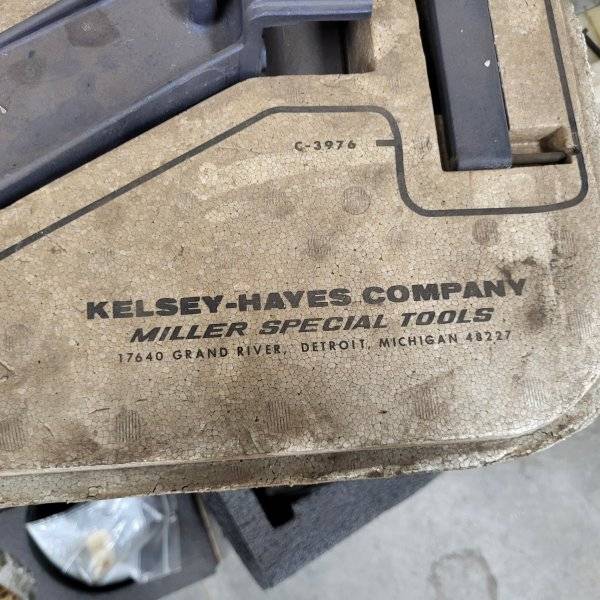 C-3976
KELSEY-HAYES COMPANY
MILLER SPECIAL TOOLS
17640 GRAND RIVER, DETROIT, MICHIGAN 48227